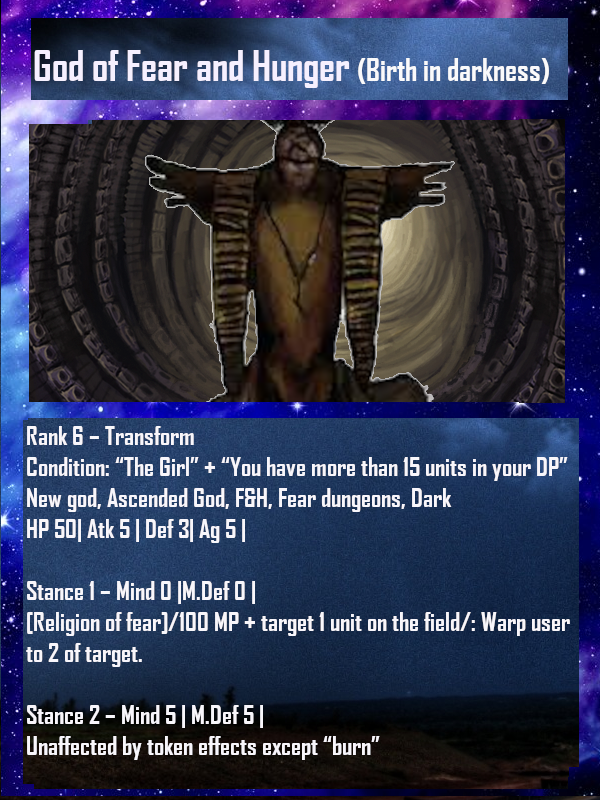 God of Fear and Hunger (Birth in darkness)
Rank 6 – Transform
Condition: “The Girl” + “You have more than 15 units in your DP”
New god, Ascended God, F&H, Fear dungeons, Dark
HP 50| Atk 5 | Def 3| Ag 5 |
Stance 1 – Mind 0 |M.Def 0 |
[Religion of fear]/100 MP + target 1 unit on the field/: Warp user
to 2 of target.
Stance 2 – Mind 5 | M.Def 5 |
Unaffected by token effects except “burn”